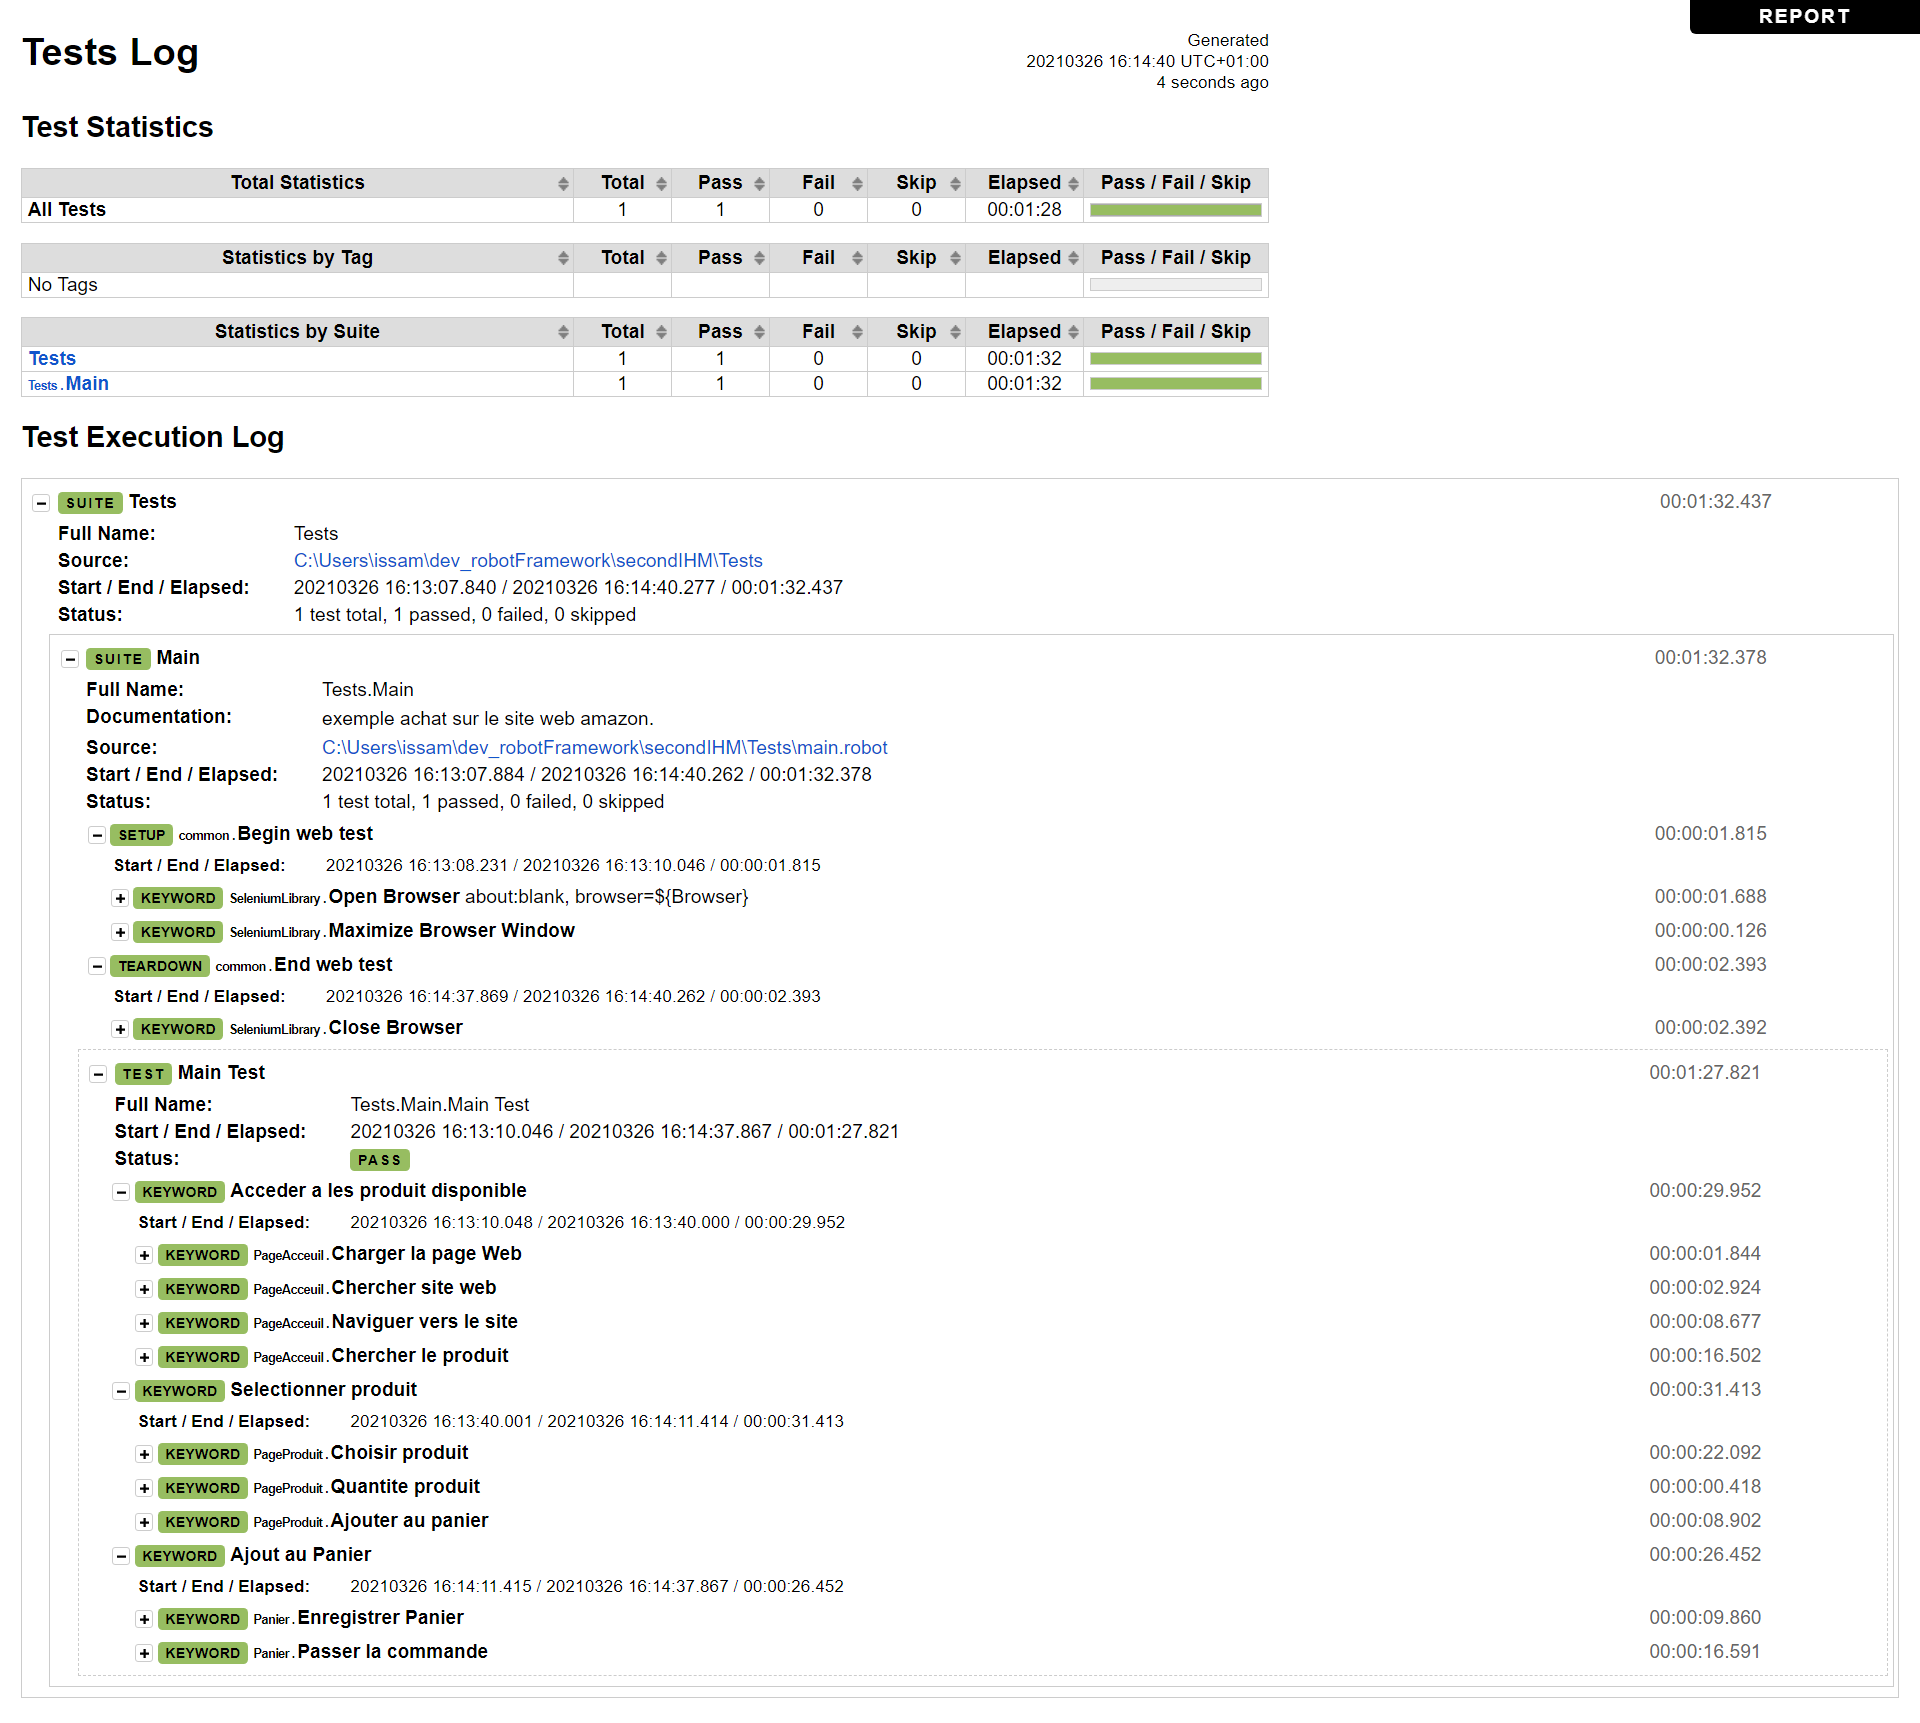 REPORT
Tests Log
Generated
20210326 16:14:40 UTC+01:00
4 seconds ago
Test Statistics
Total Statistics Total Pass Fail Skip Elapsed Pass / Fail / Skip
All Tests 1 1 0 0 00:01:28
Statistics by Tag Total Pass Fail Skip Elapsed Pass / Fail / Skip
No Tags
Statistics by Suite Total Pass Fail Skip Elapsed Pass / Fail / Skip
Tests 1 1 0 0 00:01:32
Tests.Main 1 1 0 0 00:01:32
Test Execution Log
SUITE Tests 00:01:32.437
Full Name: Tests
Source: C:\Users\issam\dev_robotFramework\secondIHM\Tests
Start / End / Elapsed: 20210326 16:13:07.840 / 20210326 16:14:40.277 / 00:01:32.437
Status: 1 test total, 1 passed, 0 failed, 0 skipped
SUITE Main 00:01:32.378
Full Name: Tests.Main
Documentation: exemple achat sur le site web amazon.
Source: C:\Users\issam\dev_robotFramework\secondIHM\Tests\main.robot
Start / End / Elapsed: 20210326 16:13:07.884 / 20210326 16:14:40.262 / 00:01:32.378
Status: 1 test total, 1 passed, 0 failed, 0 skipped
SETUP common.Begin web test 00:00:01.815
Start / End / Elapsed: 20210326 16:13:08.231 / 20210326 16:13:10.046 / 00:00:01.815
KEYWORD SeleniumLibrary.Open Browser about:blank, browser=${Browser} 00:00:01.688
KEYWORD SeleniumLibrary.Maximize Browser Window 00:00:00.126
TEARDOWN common.End web test 00:00:02.393
Start / End / Elapsed: 20210326 16:14:37.869 / 20210326 16:14:40.262 / 00:00:02.393
KEYWORD SeleniumLibrary.Close Browser 00:00:02.392
TEST Main Test 00:01:27.821
Full Name: Tests.Main.Main Test
Start / End / Elapsed: 20210326 16:13:10.046 / 20210326 16:14:37.867 / 00:01:27.821
Status: PASS
KEYWORD Acceder a les produit disponible 00:00:29.952
Start / End / Elapsed: 20210326 16:13:10.048 / 20210326 16:13:40.000 / 00:00:29.952
KEYWORD PageAcceuil.Charger la page Web 00:00:01.844
KEYWORD PageAcceuil.Chercher site web 00:00:02.924
KEYWORD PageAcceuil.Naviguer vers le site 00:00:08.677
KEYWORD PageAcceuil.Chercher le produit 00:00:16.502
KEYWORD Selectionner produit 00:00:31.413
Start / End / Elapsed: 20210326 16:13:40.001 / 20210326 16:14:11.414 / 00:00:31.413
KEYWORD PageProduit.Choisir produit 00:00:22.092
KEYWORD PageProduit.Quantite produit 00:00:00.418
KEYWORD PageProduit.Ajouter au panier 00:00:08.902
KEYWORD Ajout au Panier 00:00:26.452
Start / End / Elapsed: 20210326 16:14:11.415 / 20210326 16:14:37.867 / 00:00:26.452
KEYWORD Panier.Enregistrer Panier 00:00:09.860
KEYWORD Panier.Passer la commande 00:00:16.591